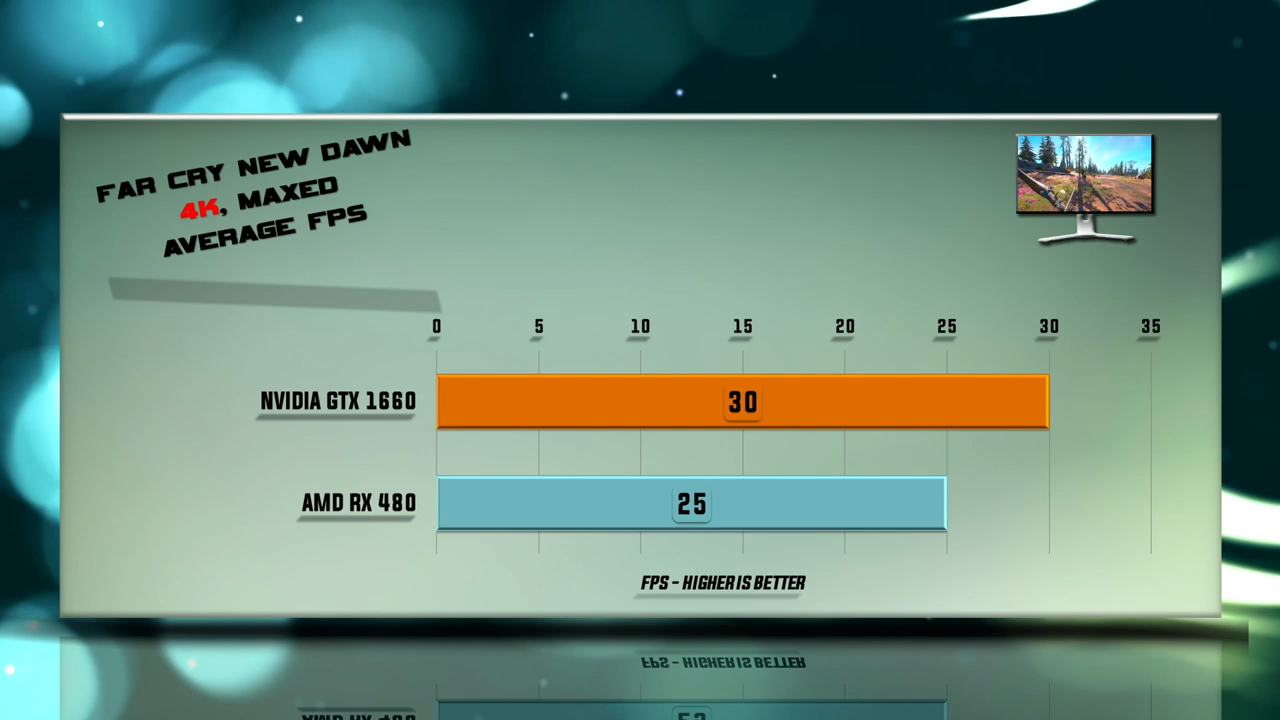 FAR CRY NEW DAWN
4K, MAXED
AVERAGE FPS
0 5 10 15 20 25 30 35
NVIDIA GTX 1660 30
AMD RX 480 25
FPS - HIGHER IS BETTER